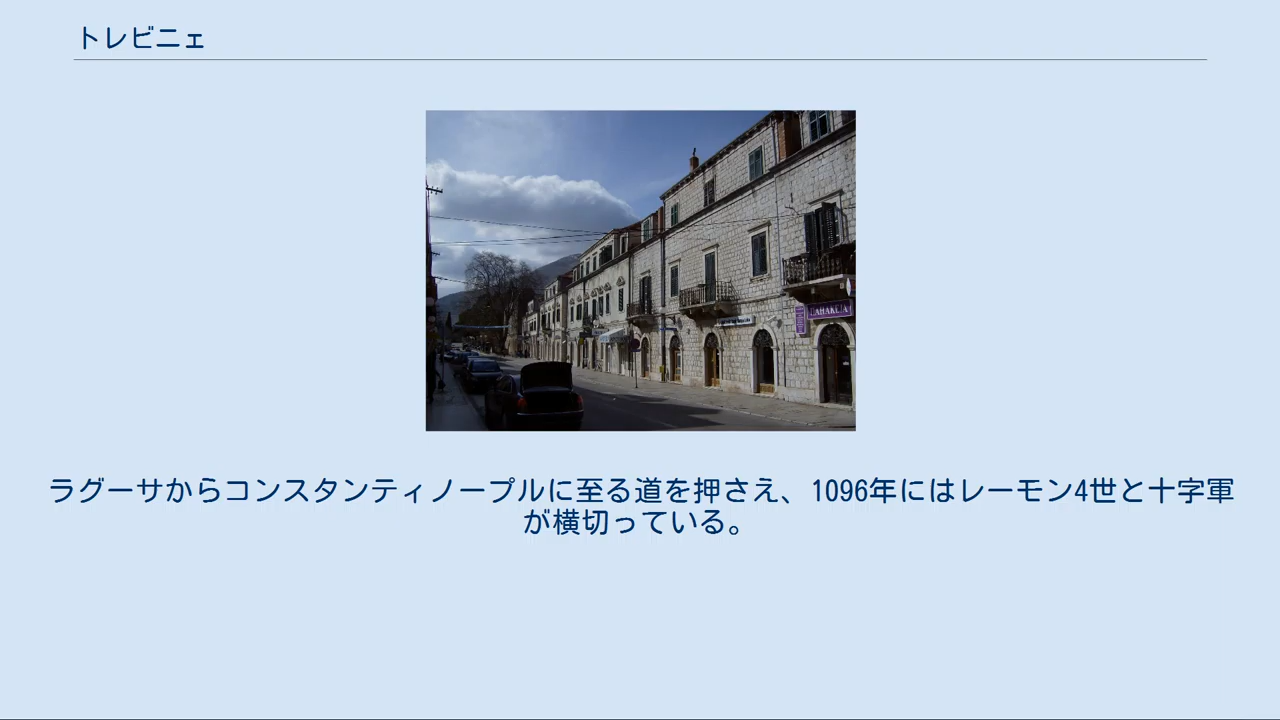 トレビニェ
ПАНАКЕЈА
ラグーサからコンスタンティノープルに至る道を押さえ、1096年にはレーモン4世と十字軍
が横切っている。